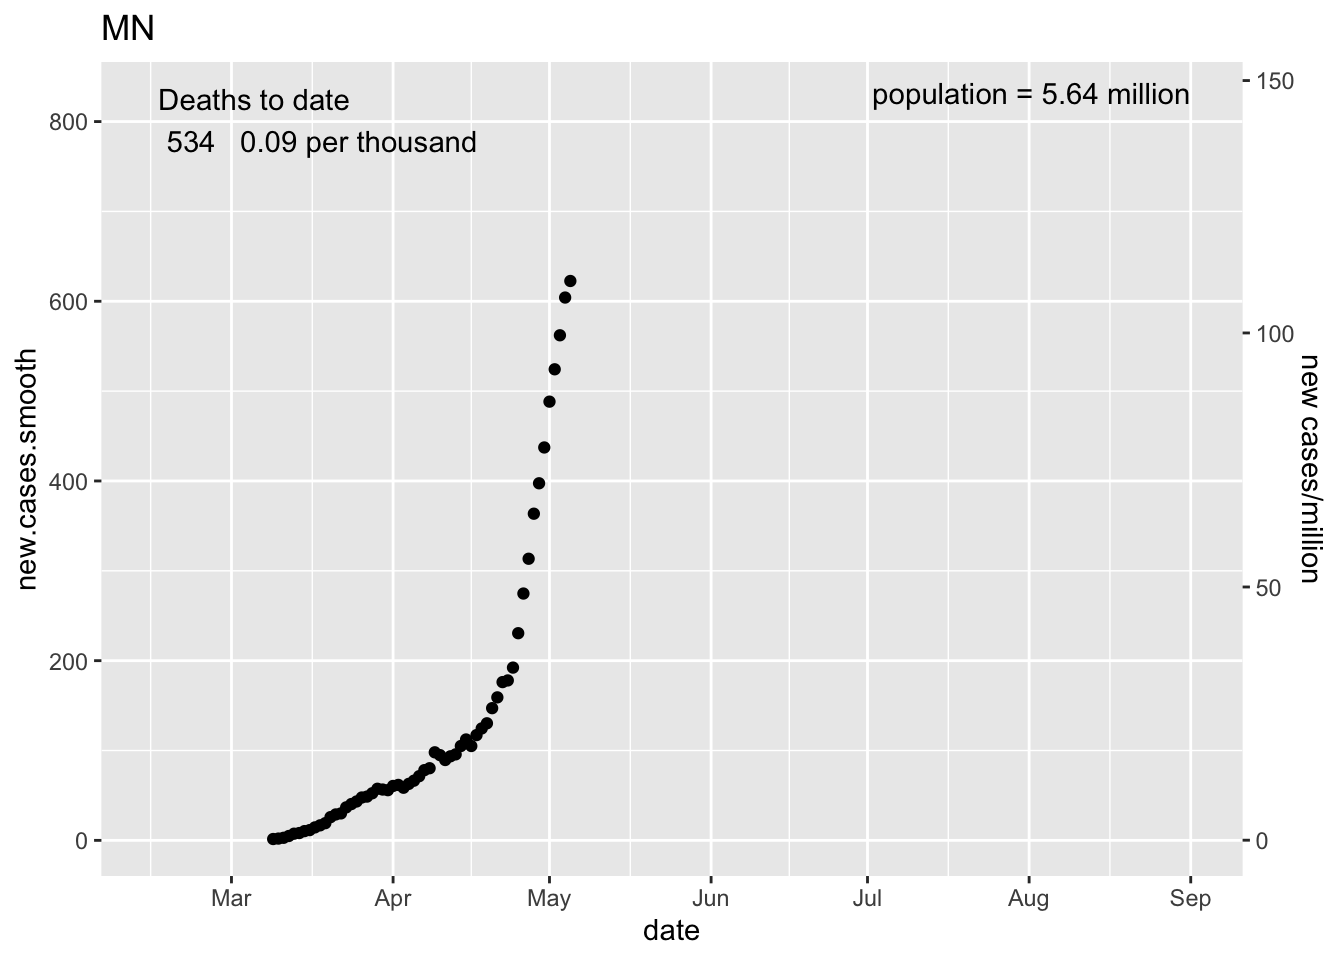 MN
Deaths to date
population = 5.64 million
534 0.09 per thousand
150
800
600
100
new.cases.smooth
new cases/million
400
50
200
0
0
Mar Apr May Jun Jul Aug Sep
date